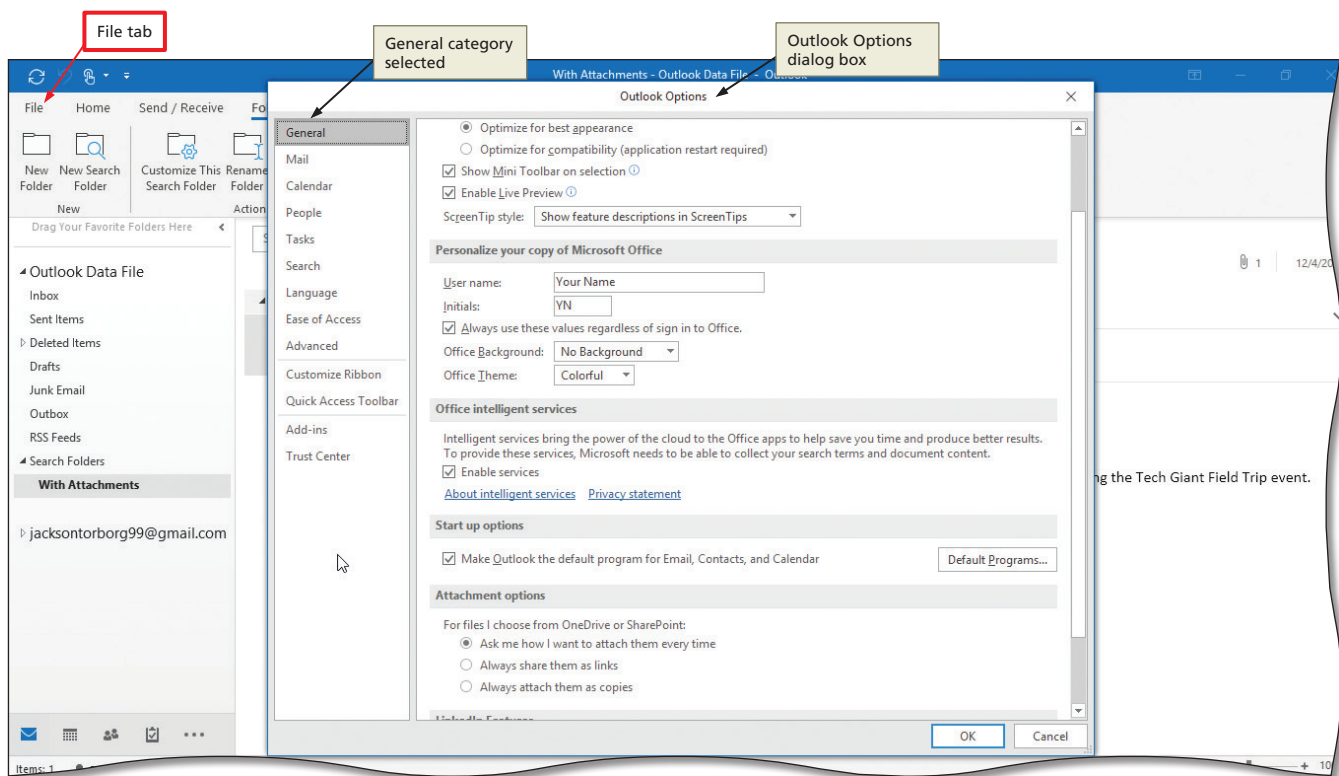 File tab
General category
selected
Outlook Options
dialog box
With Attachments - Outlook Data File - Outlook
Outlook Options
File Home Send / Receive Fo
New
Folder
New Search
Folder
Customize This
Search Folder
Rename
Folder
New
Action
Drag Your Favorite Folders Here
Outlook Data File
Inbox
Sent Items
Deleted Items
Drafts
Junk Email
Outbox
RSS Feeds
Search Folders
With Attachments
jacksontorborg99@gmail.com
Items: 1
General
Mail
Calendar
People
Tasks
Search
Language
Ease of Access
Advanced
Customize Ribbon
Quick Access Toolbar
Add-ins
Trust Center
Optimize for best appearance
Optimize for compatibility (application restart required)
Show Mini Toolbar on selection
Enable Live Preview
ScreenTip style: Show feature descriptions in ScreenTips
Personalize your copy of Microsoft Office
User name: Your Name
Initials: YN
Always use these values regardless of sign in to Office.
Office Background: No Background
Office Theme: Colorful
Office intelligent services
Intelligent services bring the power of the cloud to the Office apps to help save you time and produce better results.
To provide these services, Microsoft needs to be able to collect your search terms and document content.
Enable services
About intelligent services Privacy statement
Start up options
Make Outlook the default program for Email, Contacts, and Calendar Default Programs...
Attachment options
For files I choose from OneDrive or SharePoint:
Ask me how I want to attach them every time
Always share them as links
Always attach them as copies
LinkedIn Features
OK Cancel
1 12/4/20
ng the Tech Giant Field Trip event.
10